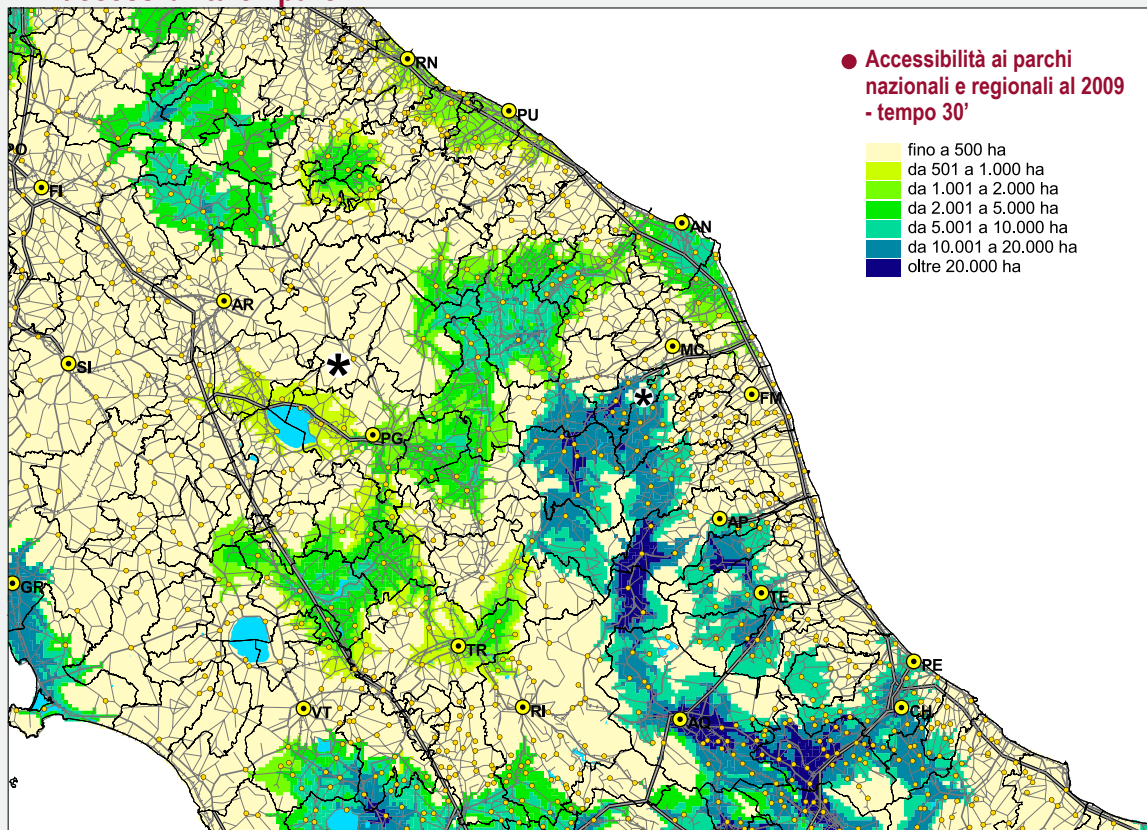 ● Accessibilità ai parchi
nazionali e regionali al 2009
- tempo 30'
fino a 500 ha
da 501 a 1.000 ha
da 1.001 a 2.000 ha
da 2.001 a 5.000 ha
da 5.001 a 10.000 ha
da 10.001 a 20.000 ha
oltre 20.000 ha
RN
PU
PO
FI
AN
AR
MC
SI
*
*
FM
PG
AP
GR
TE
TR
PE
VT
RI
CH
AQ